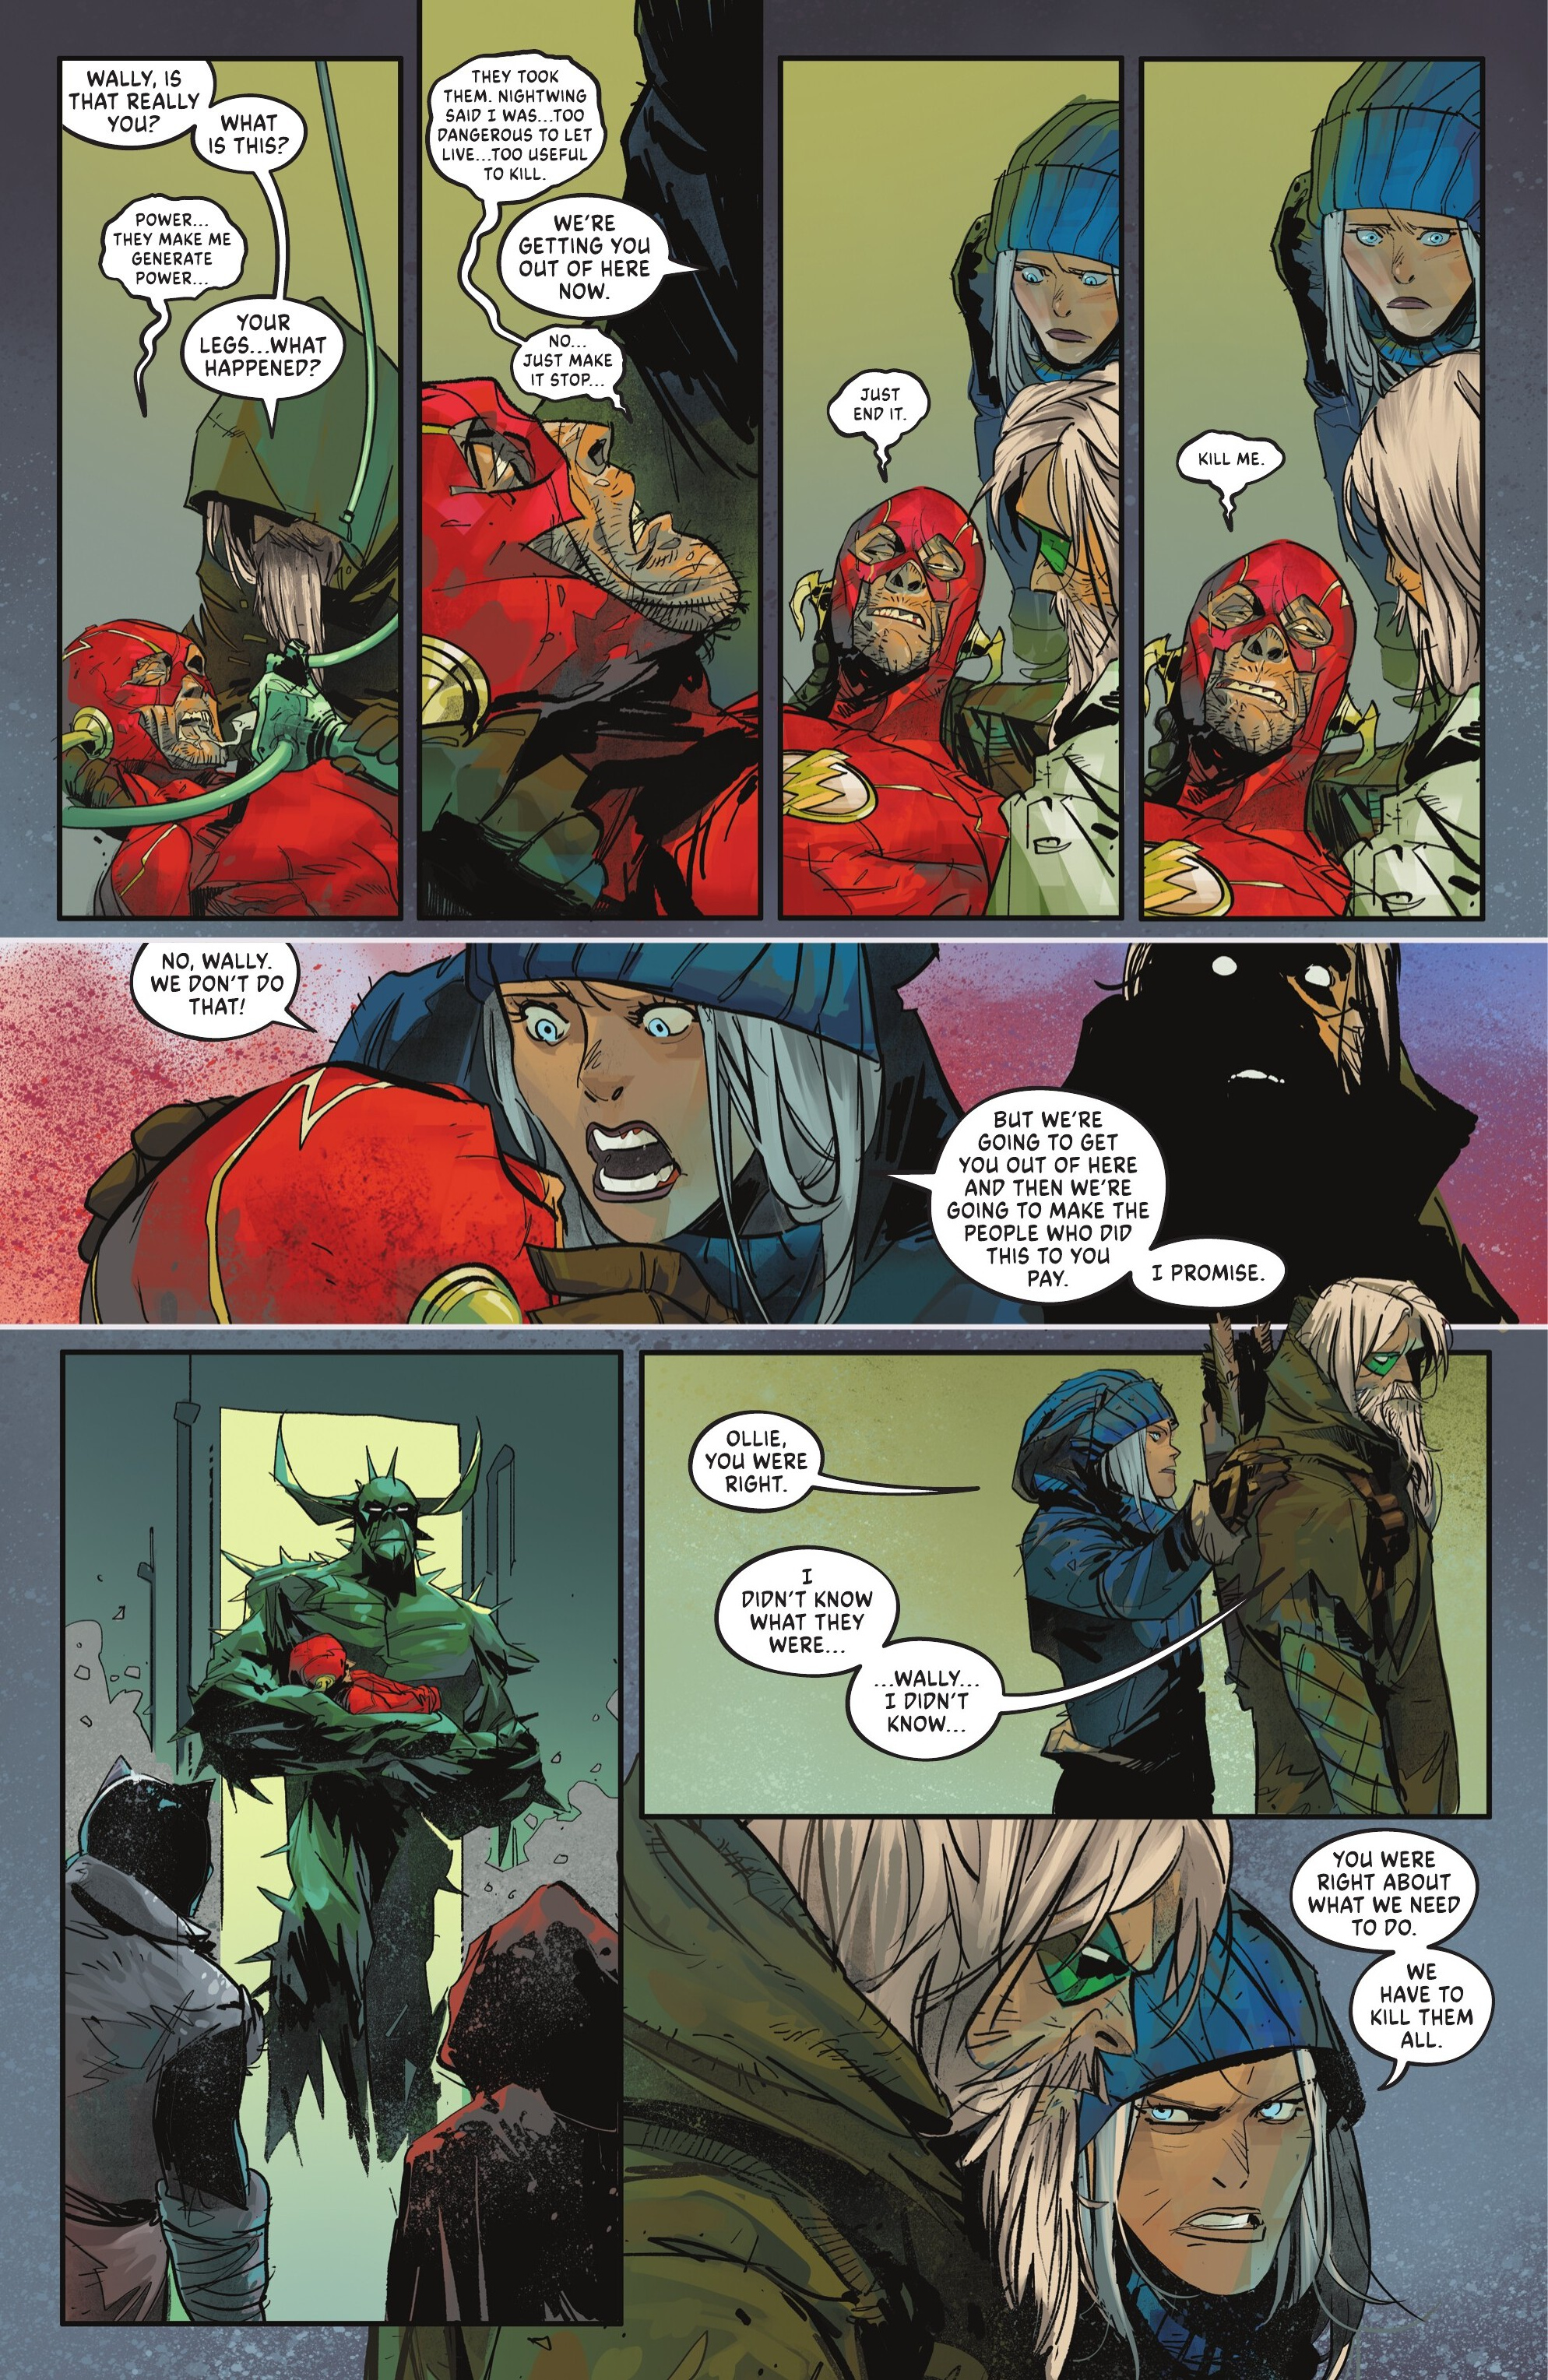 WALLY, IS
THAT REALLY
YOU?
WHAT
IS THIS?
POWER...
THEY MAKE ME
GENERATE
POWER...
YOUR
LEGS...WHAT
HAPPENED?
THEY TOOK
THEM. NIGHTWING
SAID I WAS...TOO
DANGEROUS TO LET
LIVE...TOO USEFUL
TO KILL.
WE'RE
GETTING YOU
OUT OF HERE
NOW.
NO...
JUST MAKE
IT STOP...
JUST
END IT.
KILL ME.
NO, WALLY.
WE DON'T DO
THAT!
BUT WE'RE
GOING TO GET
YOU OUT OF HERE
AND THEN WE'RE
GOING TO MAKE THE
PEOPLE WHO DID
THIS TO YOU
PAY.
I PROMISE.
OLLIE,
YOU WERE
RIGHT.
I
DIDN'T KNOW
WHAT THEY
WERE...
...WALLY...
I DIDN'T
KNOW...
YOU WERE
RIGHT ABOUT
WHAT WE NEED
TO DO.
WE
HAVE TO
KILL THEM
ALL.